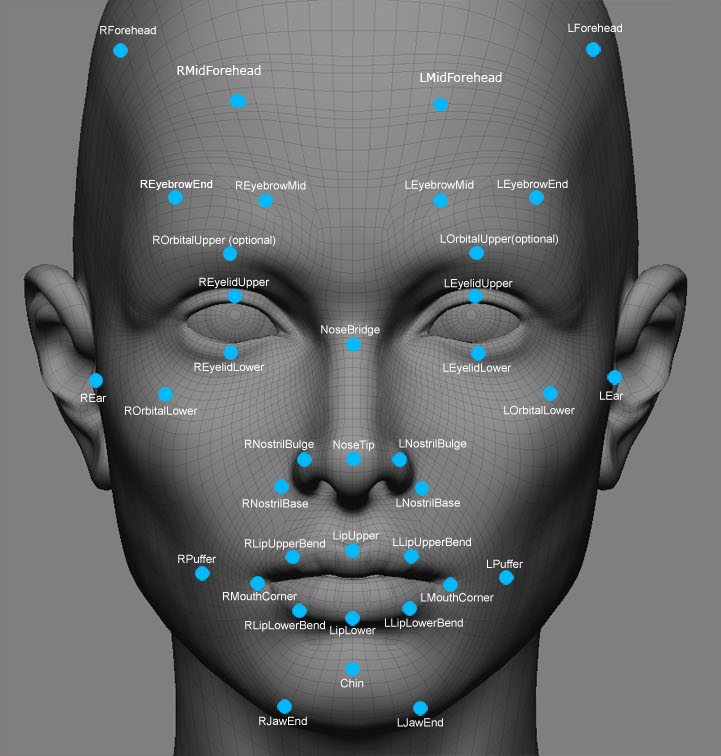 RForehead
LForehead
RMidForehead
LMidForehead
REyebrowEnd
REyebrowMid
LEyebrowMid
LEyebrowEnd
ROrbitalUpper (optional)
LOrbitalUpper(optional)
REyelidUpper
LEyelidUpper
NoseBridge
REyelidLower
LEyelidLower
REar
LEar
ROrbitalLower
LOrbitalLower
RNostrilBulge
NoseTip
LNostrilBulge
RNostrilBase
LNostrilBase
RLipUpperBend
LipUpper
LLipUpperBend
RPuffer
LPuffer
RMouthCorner
LMouthCorner
RLipLowerBend
LipLower
LLipLowerBend
Chin
RJawEnd
LJawEnd